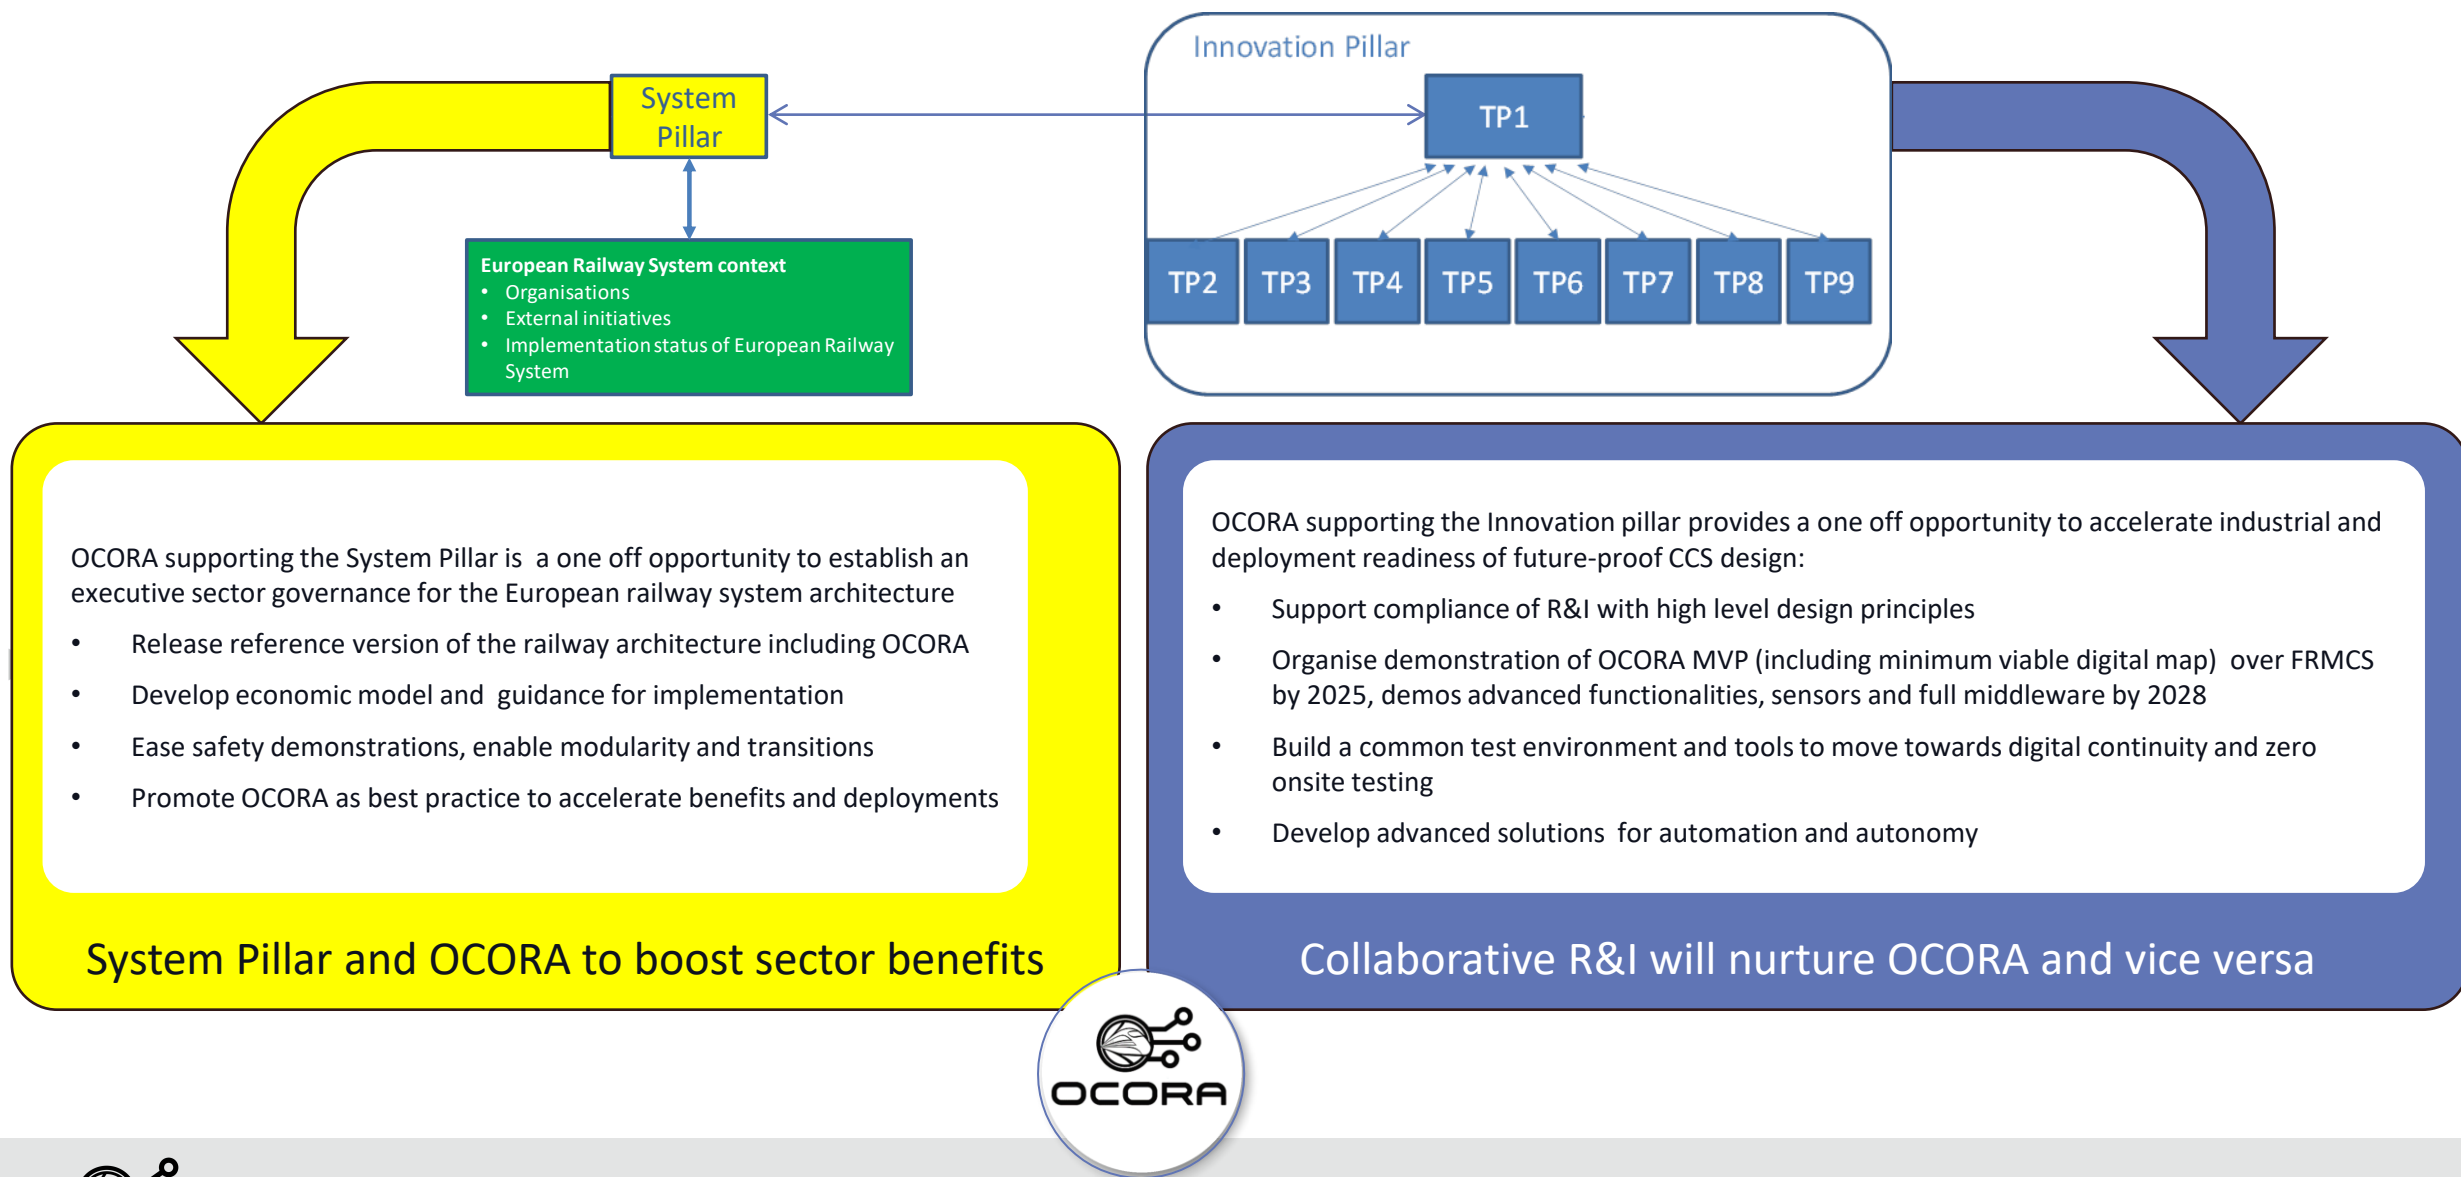 Innovation Pillar
System
Pillar
TP1
European Railway System context
• Organisations
• External initiatives
• Implementation status of European Railway
System
TP2 TP3 TP4 TP5 TP6 TP7 TP8 TP9
OCORA supporting the System Pillar is a one off opportunity to establish an
executive sector governance for the European railway system architecture
• Release reference version of the railway architecture including OCORA
• Develop economic model and guidance for implementation
• Ease safety demonstrations, enable modularity and transitions
• Promote OCORA as best practice to accelerate benefits and deployments
System Pillar and OCORA to boost sector benefits
OCORA supporting the Innovation pillar provides a one off opportunity to accelerate industrial and
deployment readiness of future-proof CCS design:
• Support compliance of R&I with high level design principles
• Organise demonstration of OCORA MVP (including minimum viable digital map) over FRMCS
by 2025, demos advanced functionalities, sensors and full middleware by 2028
• Build a common test environment and tools to move towards digital continuity and zero
onsite testing
• Develop advanced solutions for automation and autonomy
Collaborative R&I will nurture OCORA and vice versa
OCORA